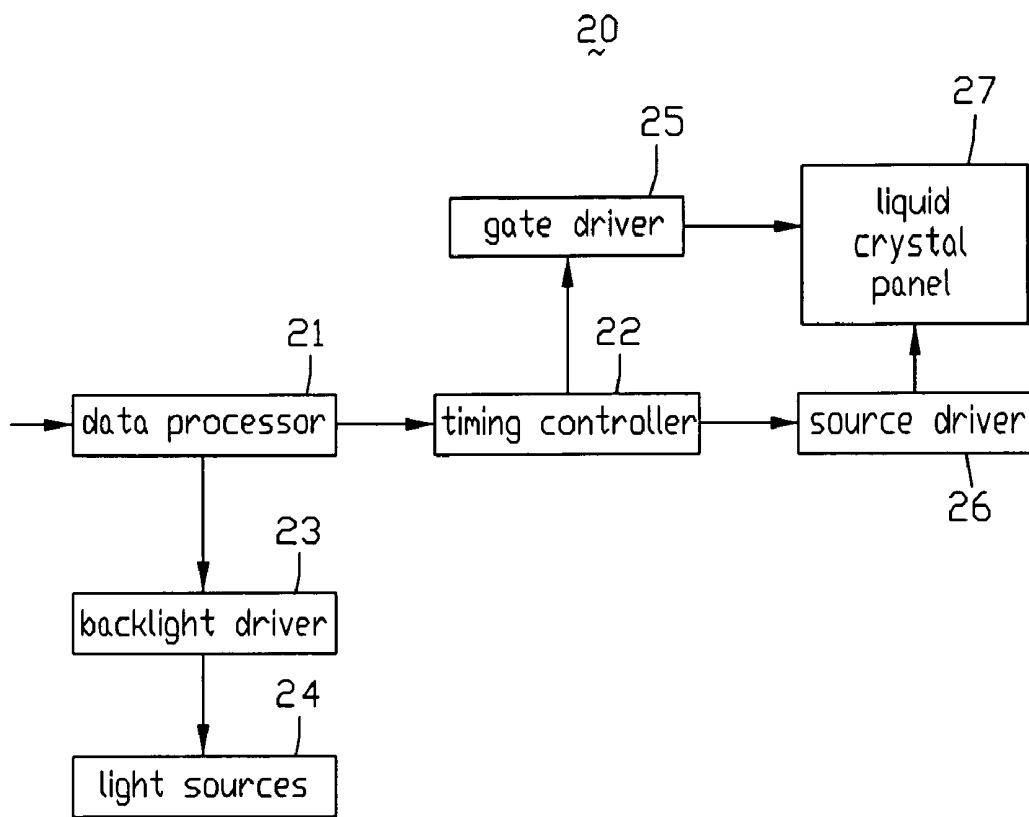 20
27
25
liquid
crystal
panel
gate driver
21
22
data processor
timing controller
source driver
26
23
backlight driver
24
light sources